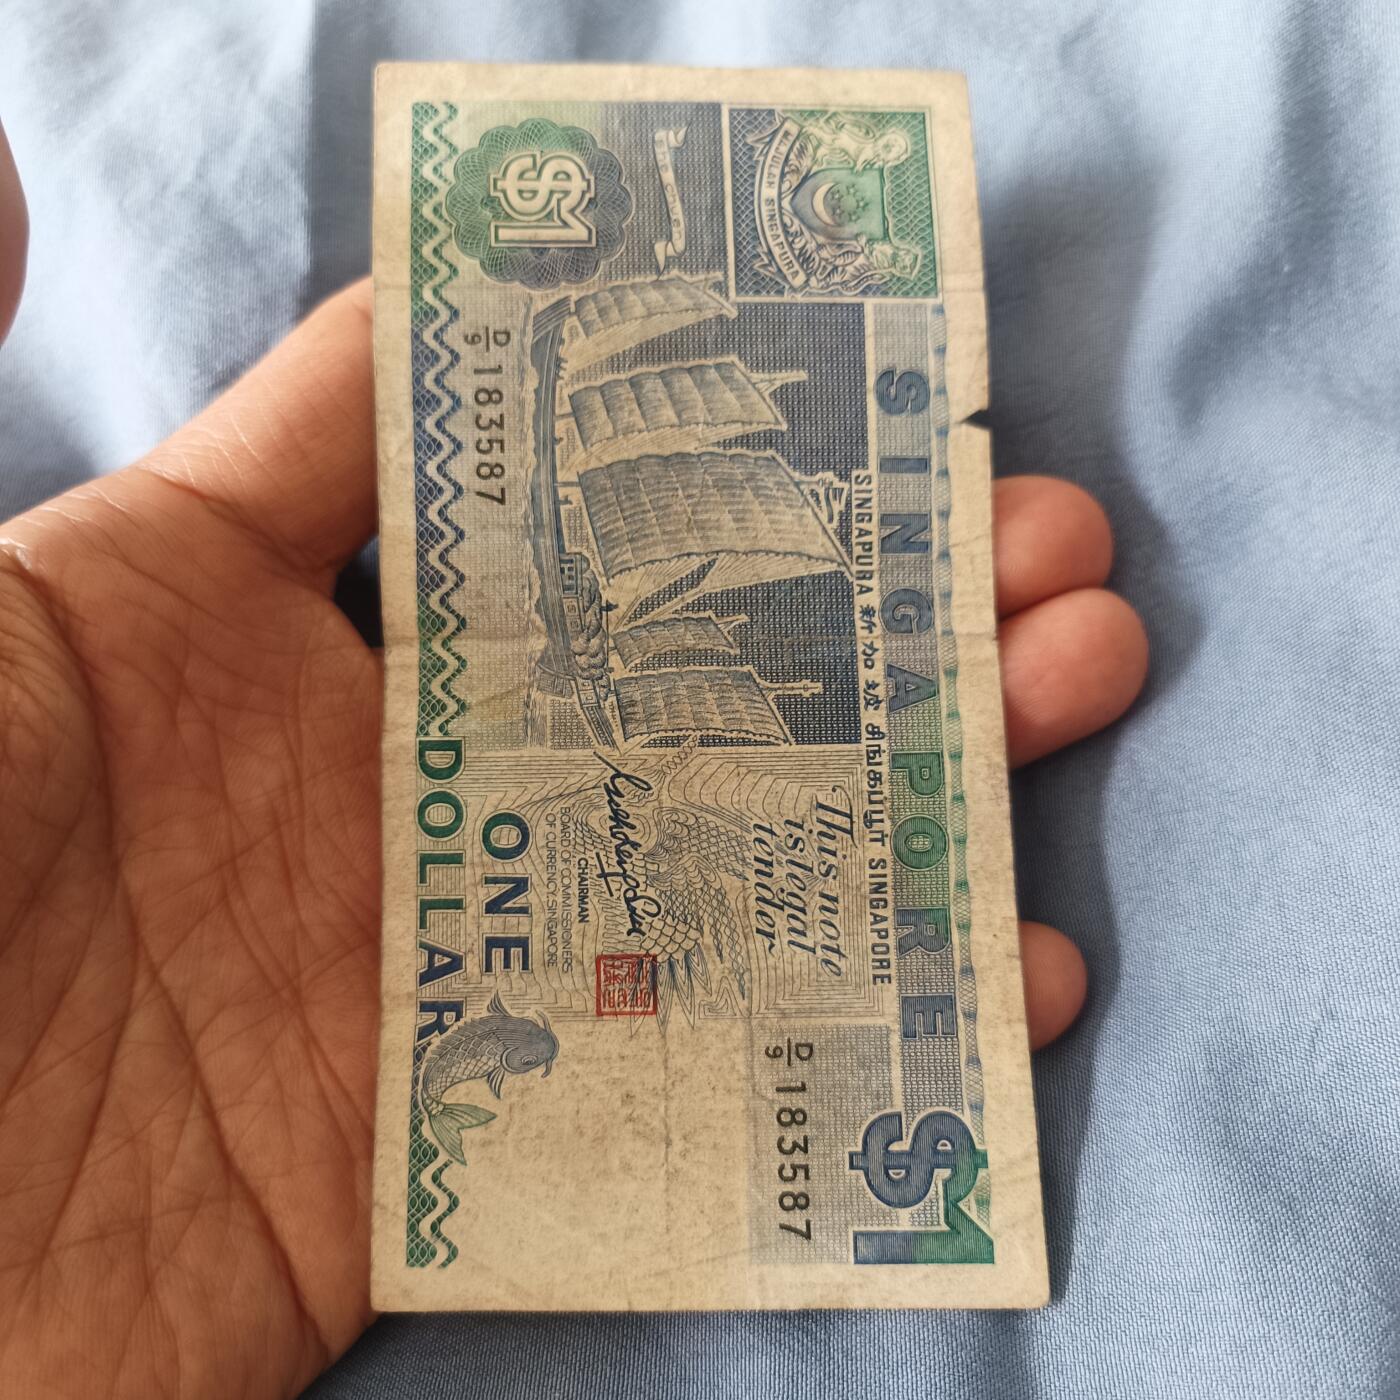 SINGAPORE
$1
SINGAPURA 新加坡 சிங்கப்பூர் SINGAPORE
MAJULAH SINGAPURA
This note
is legal
tender
D/9 183587
$1
D/9 183587
CHAIRMAN
BOARD OF COMMISSIONERS
OF CURRENCY, SINGAPORE
ONE
DOLLAR